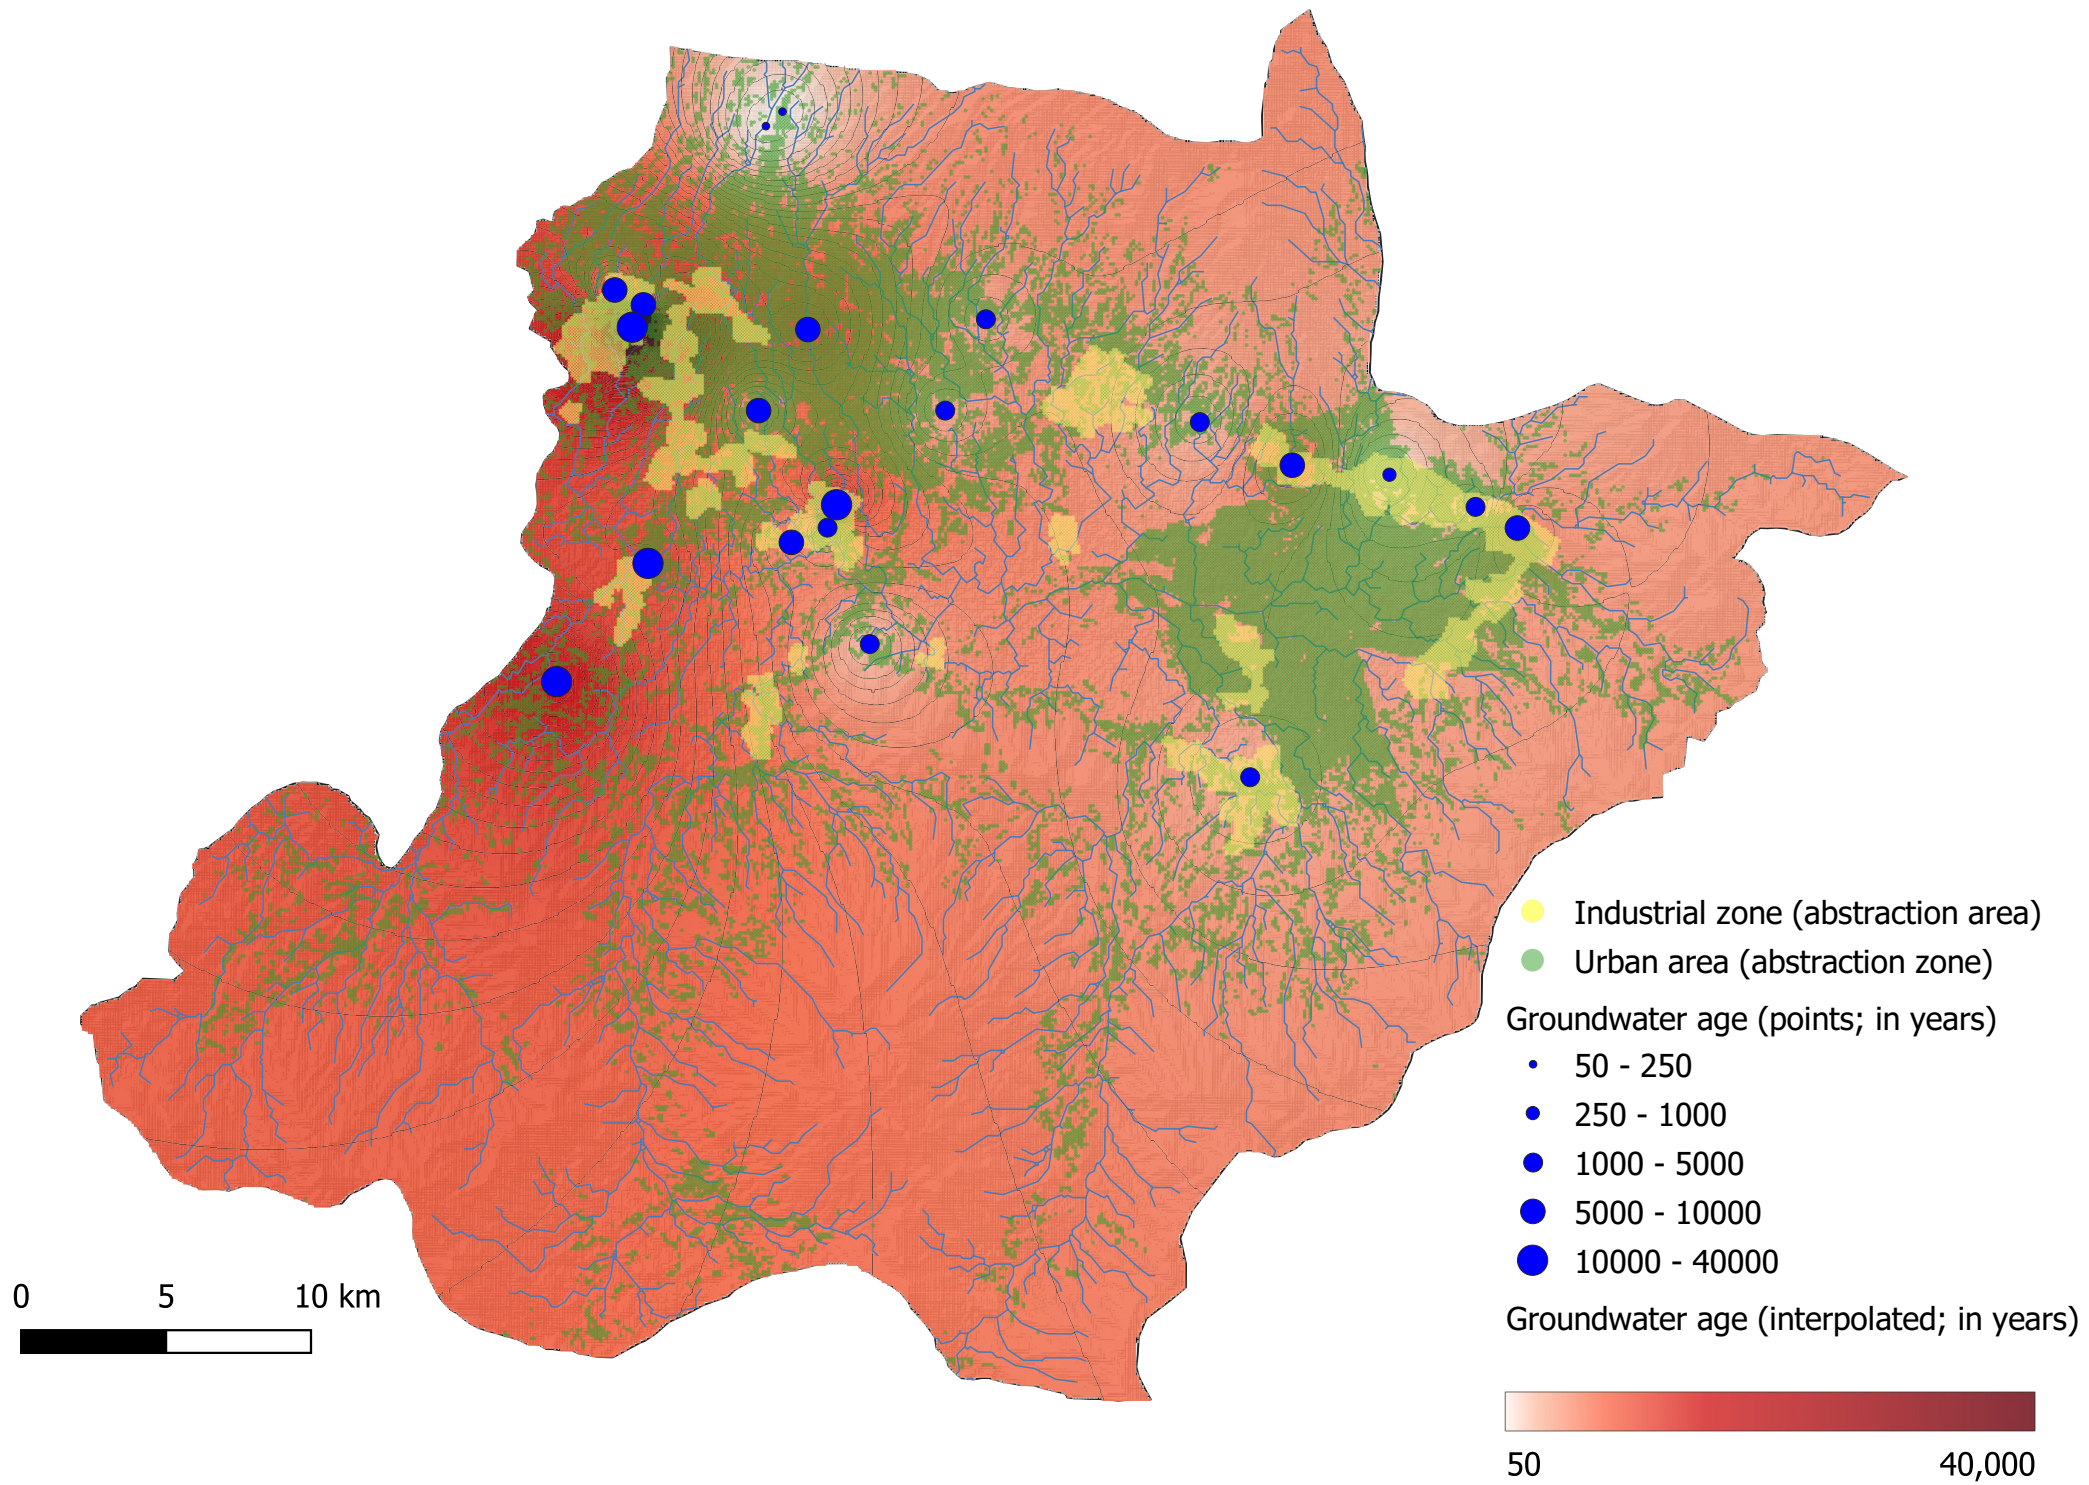 Industrial zone (abstraction area)
Urban area (abstraction zone)
Groundwater age (points; in years)
50 - 250
250 - 1000
1000 - 5000
5000 - 10000
10000 - 40000
Groundwater age (interpolated; in years)
50 40,000
0 5 10 km